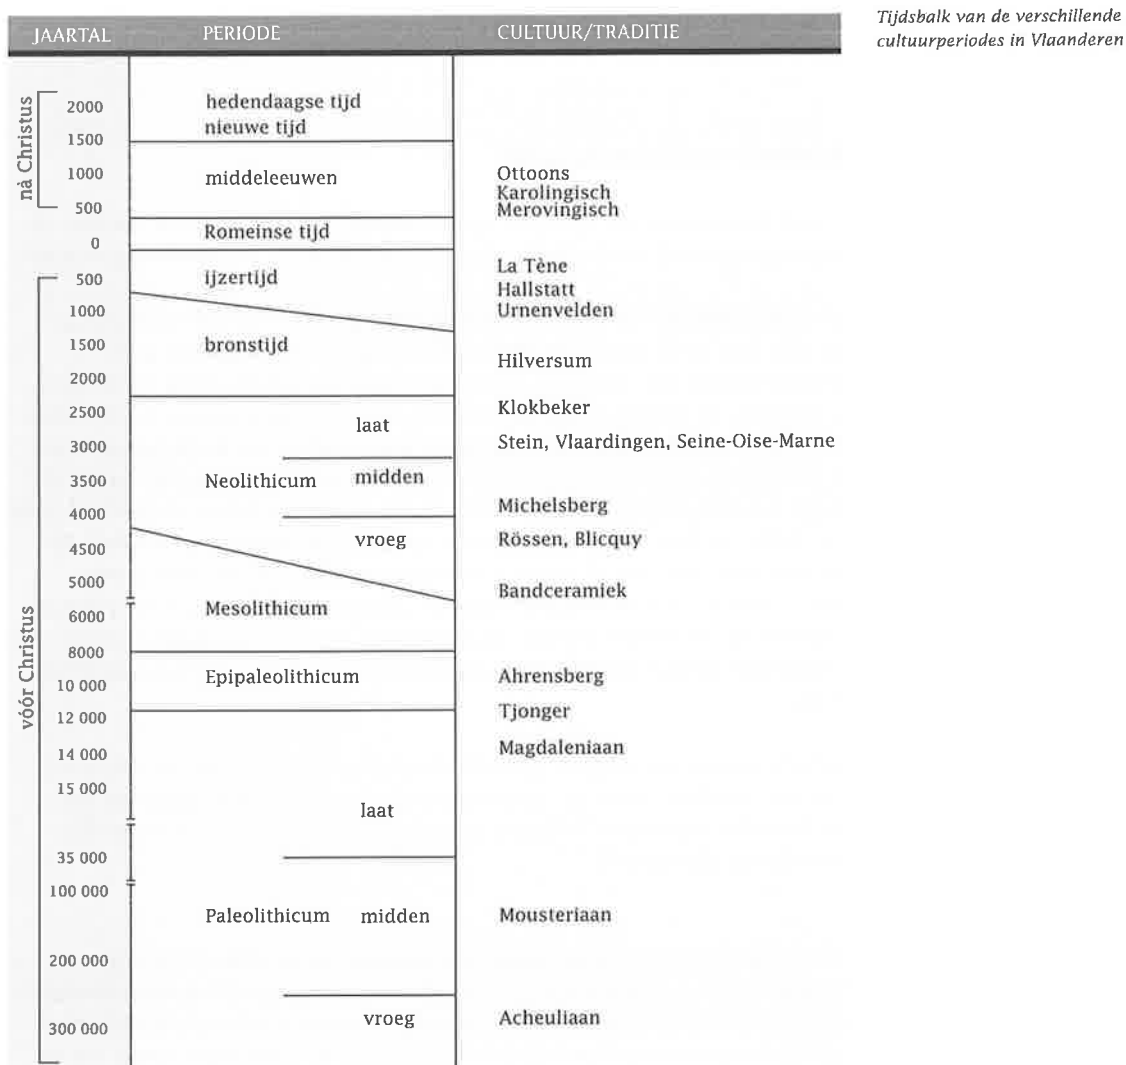 JAARTAL PERIODE CULTUUR/TRADITIE
Tijdsbalk van de verschillende
cultuurperiodes in Vlaanderen
nà Christus
2000 hedendaagse tijd
nieuwe tijd
1500
1000 middeleeuwen Ottoons
Karolingisch
500 Merovingisch
Romeinse tijd
0
vóór Christus
La Tène
500 ijzertijd
Hallstatt
1000 Urnenvelden
1500 bronstijd
Hilversum
2000
2500 Klokbeker
laat
3000 Stein, Vlaardingen, Seine-Oise-Marne
3500 Neolithicum midden
4000 Michelsberg
4500 vroeg Rössen, Blicquy
5000 Bandceramiek
6000 Mesolithicum
8000
10 000 Epipaleolithicum Ahrensberg
12 000 Tjonger
14 000 Magdaleniaan
15 000
laat
35 000
100 000
Paleolithicum midden Mousteriaan
200 000
300 000 vroeg Acheuliaan